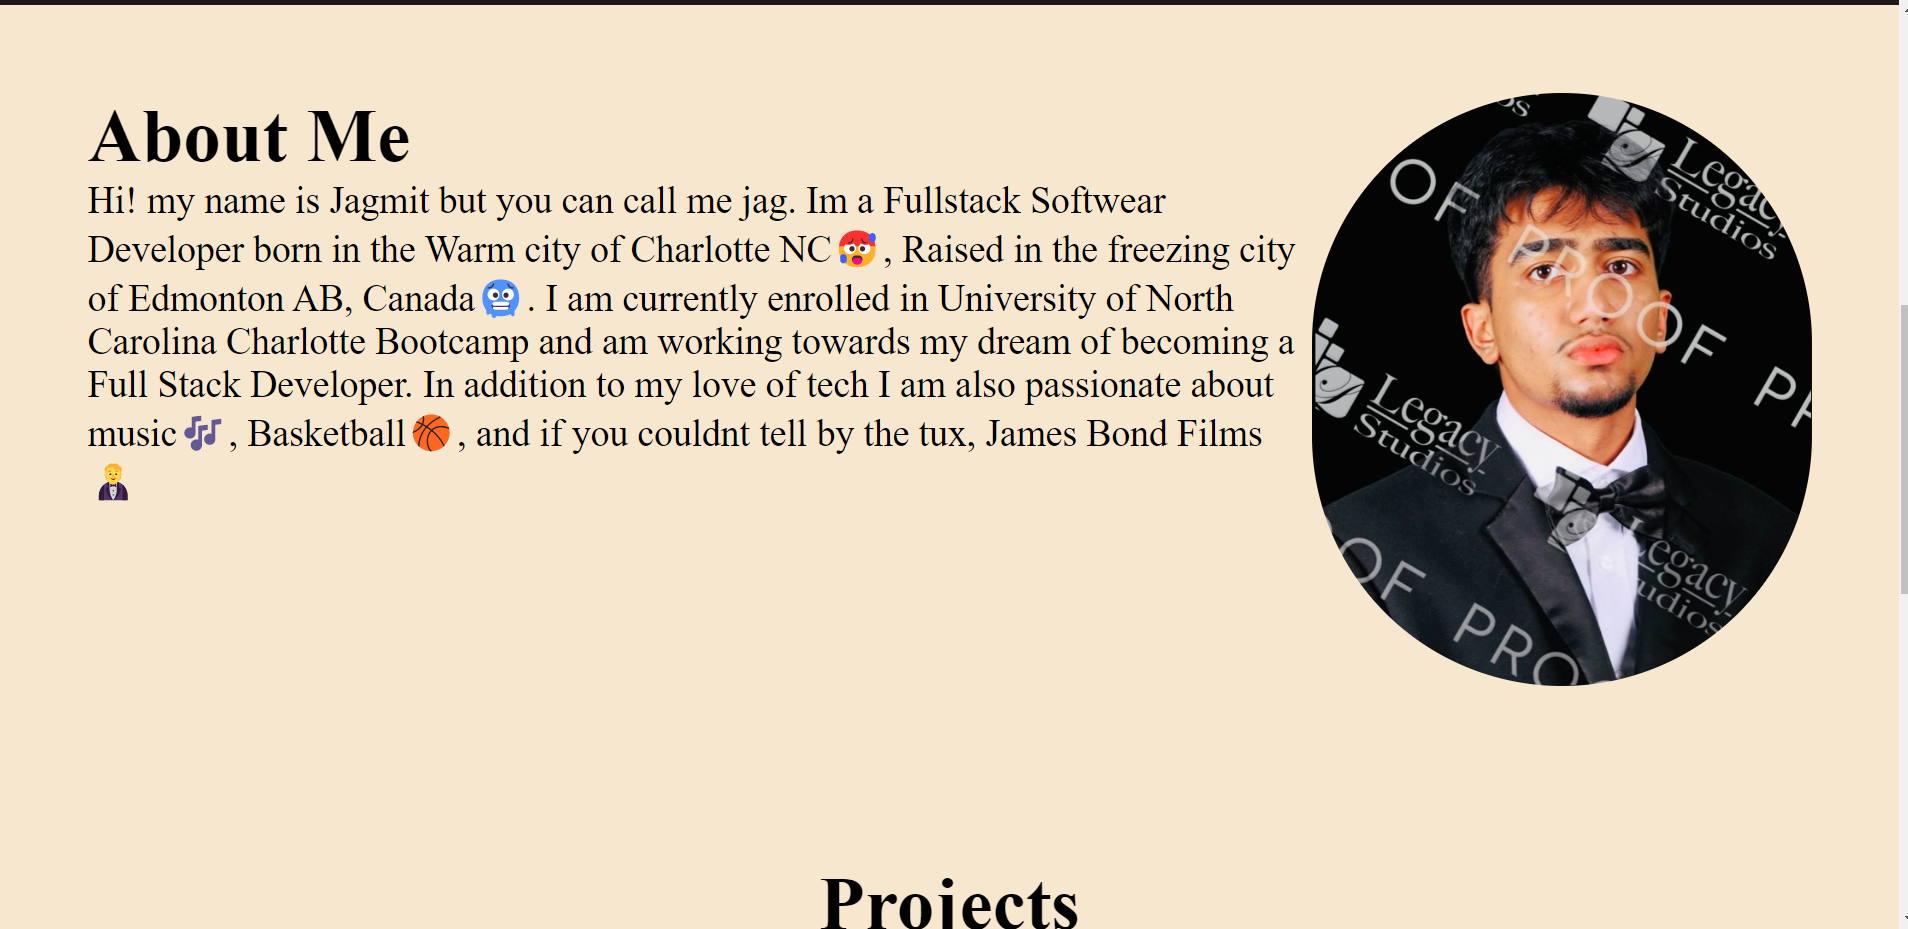 About Me
Hi! my name is Jagmit but you can call me jag. Im a Fullstack Softwear
Developer born in the Warm city of Charlotte NC🥵, Raised in the freezing city
of Edmonton AB, Canada🥶. I am currently enrolled in University of North
Carolina Charlotte Bootcamp and am working towards my dream of becoming a
Full Stack Developer. In addition to my love of tech I am also passionate about
music🎶, Basketball🏀, and if you couldnt tell by the tux, James Bond Films
🤵
Legacy
Studios
OF PROOF PR
Legacy
Studios
Legacy
OF PRO
Projects